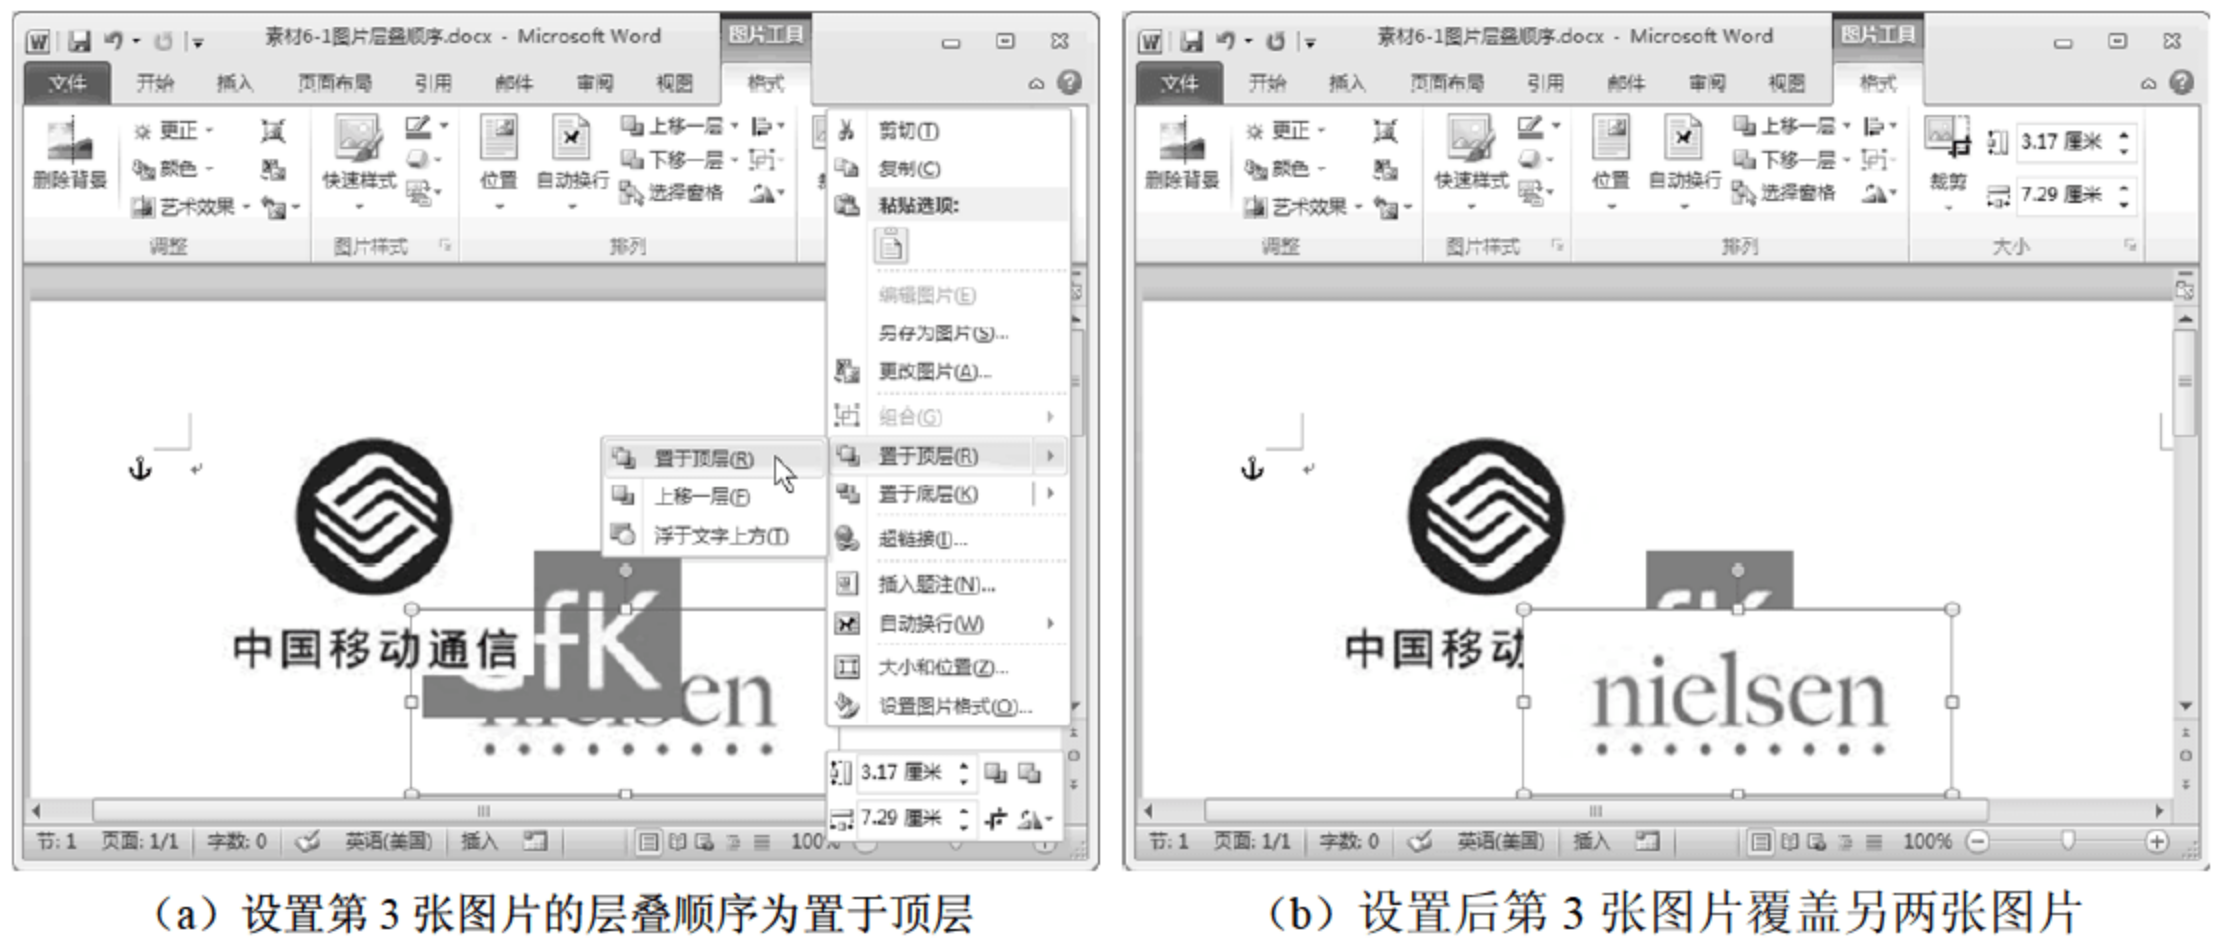 素材6-1图片层叠顺序.docx - Microsoft Word
图片工具
文件 开始 插入 页面布局 引用 邮件 审阅 视图 格式
删除背景
更正
颜色
艺术效果
调整
快速样式
图片样式
位置
自动换行
上移一层
下移一层
选择窗格
排列
剪切(T)
复制(C)
粘贴选项:
编辑图片(E)
另存为图片(S)...
更改图片(A)...
组合(G)
置于顶层(R)
置于底层(K)
超链接(I)...
插入题注(N)...
自动换行(W)
大小和位置(Z)...
设置图片格式(O)...
置于顶层(R)
上移一层(F)
浮于文字上方(T)
中国移动通信
fK
en
3.17 厘米
7.29 厘米
节: 1 页面: 1/1 字数: 0 英语(美国) 插入 100%
(a) 设置第 3 张图片的层叠顺序为置于顶层
素材6-1图片层叠顺序.docx - Microsoft Word
图片工具
文件 开始 插入 页面布局 引用 邮件 审阅 视图 格式
删除背景
更正
颜色
艺术效果
调整
快速样式
图片样式
位置
自动换行
上移一层
下移一层
选择窗格
排列
裁剪
3.17 厘米
7.29 厘米
大小
中国移动
nielsen
节: 1 页面: 1/1 字数: 0 英语(美国) 插入 100%
(b) 设置后第 3 张图片覆盖另两张图片